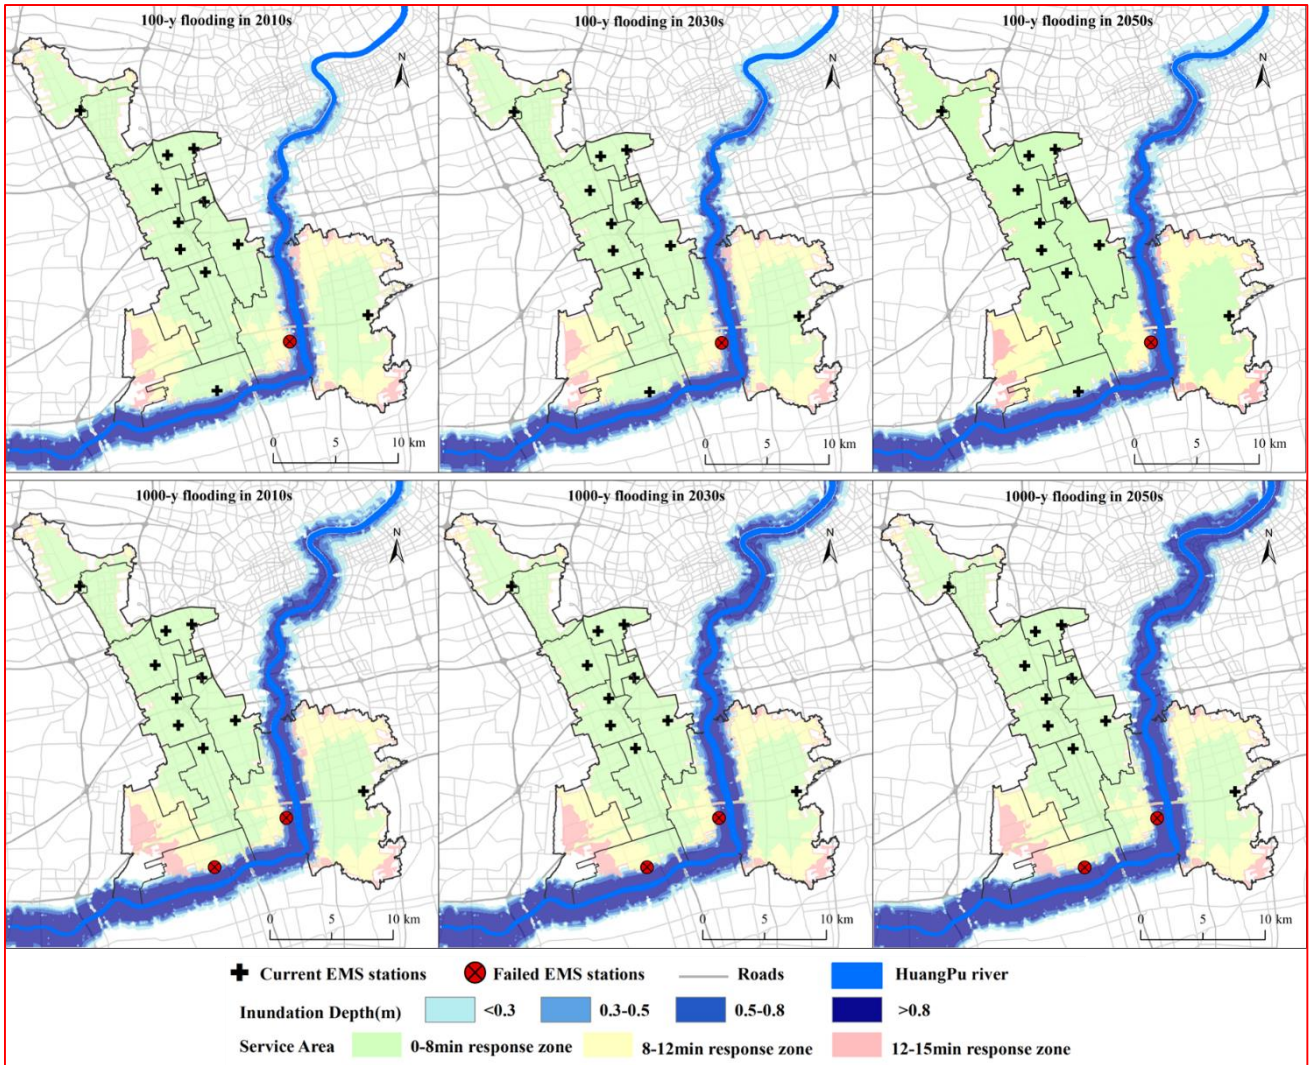 100-y flooding in 2010s
100-y flooding in 2030s
100-y flooding in 2050s
N
N
N
0 5 10 km
0 5 10 km
0 5 10 km
1000-y flooding in 2010s
1000-y flooding in 2030s
1000-y flooding in 2050s
N
N
N
0 5 10 km
0 5 10 km
0 5 10 km
Current EMS stations Failed EMS stations Roads HuangPu river
Inundation Depth(m) <0.3 0.3-0.5 0.5-0.8 >0.8
Service Area 0-8min response zone 8-12min response zone 12-15min response zone